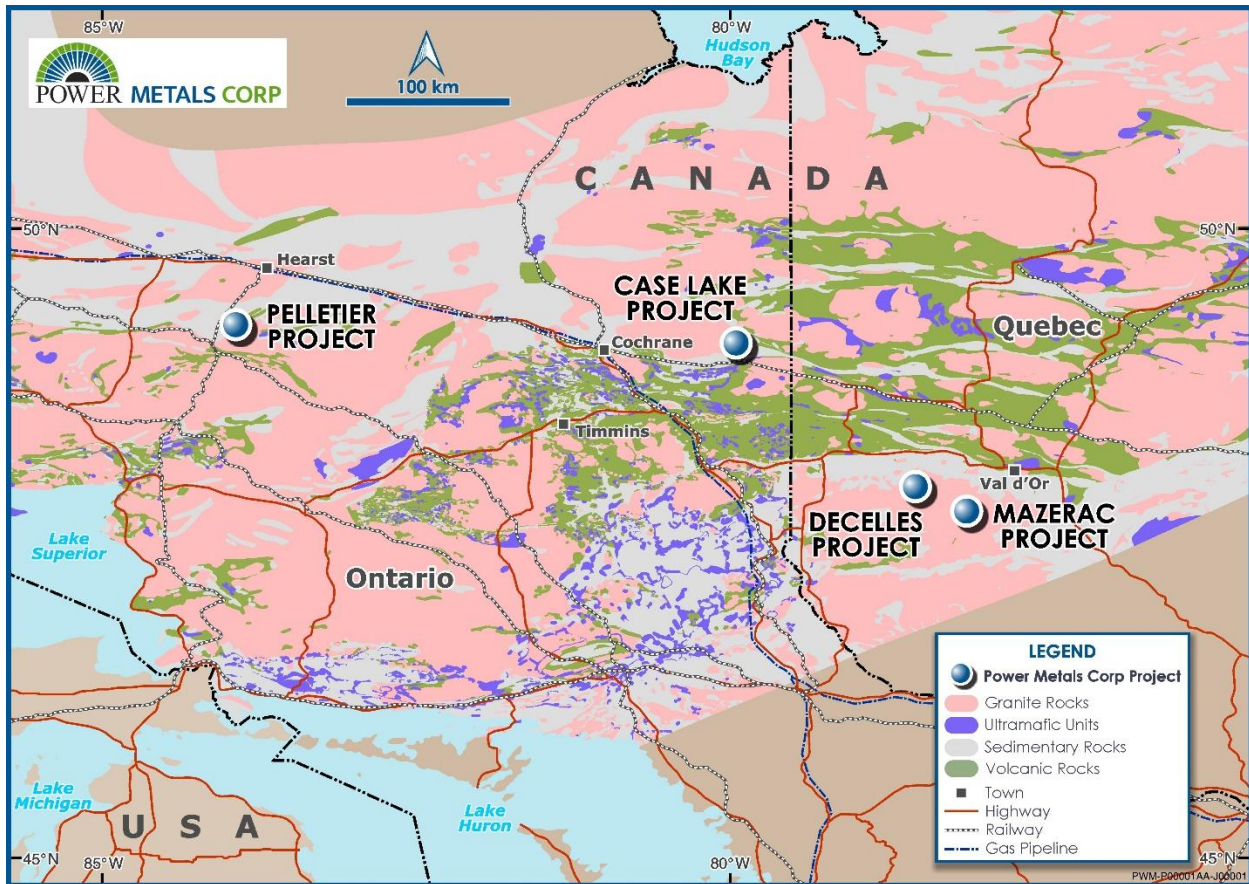 85°W
80°W
Hudson
Bay
POWER METALS CORP
100 km
CANADA
50°N
50°N
Hearst
PELLETIER
PROJECT
CASE LAKE
PROJECT
Quebec
Cochrane
Timmins
Val d'Or
DECELLES
PROJECT
MAZERAC
PROJECT
Lake
Superior
Ontario
LEGEND
Power Metals Corp Project
Granite Rocks
Ultramafic Units
Sedimentary Rocks
Volcanic Rocks
Town
Highway
Railway
Gas Pipeline
Lake
Michigan
USA
Lake
Huron
45°N
85°W
80°W
45°N
PWM-P00001AA-J00001